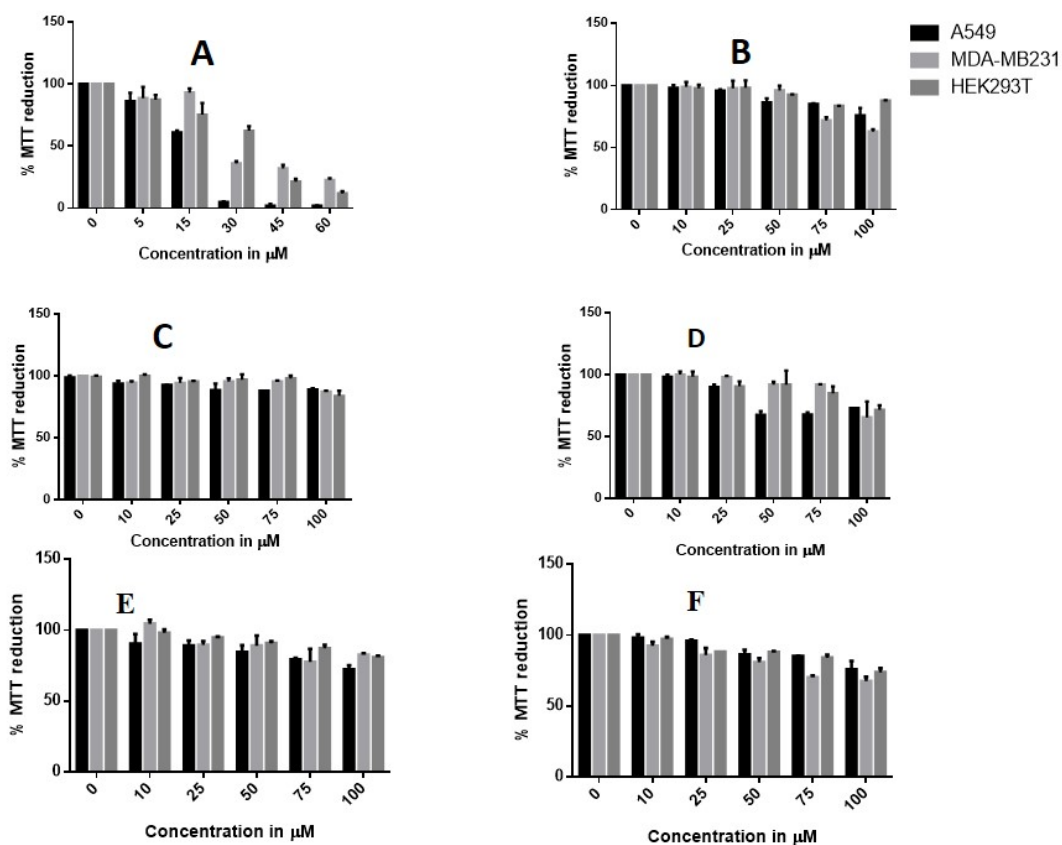 A
150
100
50
0
% MTT reduction
0 5 15 30 45 60
Concentration in μM
B
150
100
50
0
% MTT reduction
0 10 25 50 75 100
Concentration in μM
A549
MDA-MB231
HEK293T
C
150
100
50
0
% MTT reduction
0 10 25 50 75 100
Concentration in μM
D
150
100
50
0
% MTT reduction
0 10 25 50 75 100
Concentration in μM
E
150
100
50
0
% MTT reduction
0 10 25 50 75 100
Concentration in μM
F
150
100
50
0
% MTT reduction
0 10 25 50 75 100
Concentration in μM